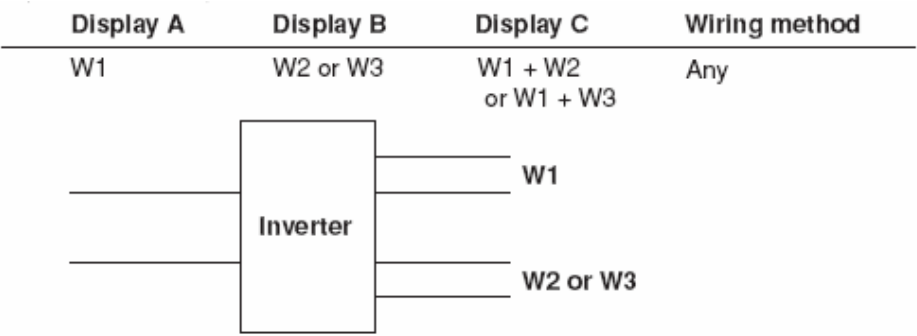 Display A Display B Display C Wiring method
W1 W2 or W3 W1 + W2 Any
or W1 + W3
W1
Inverter
W2 or W3